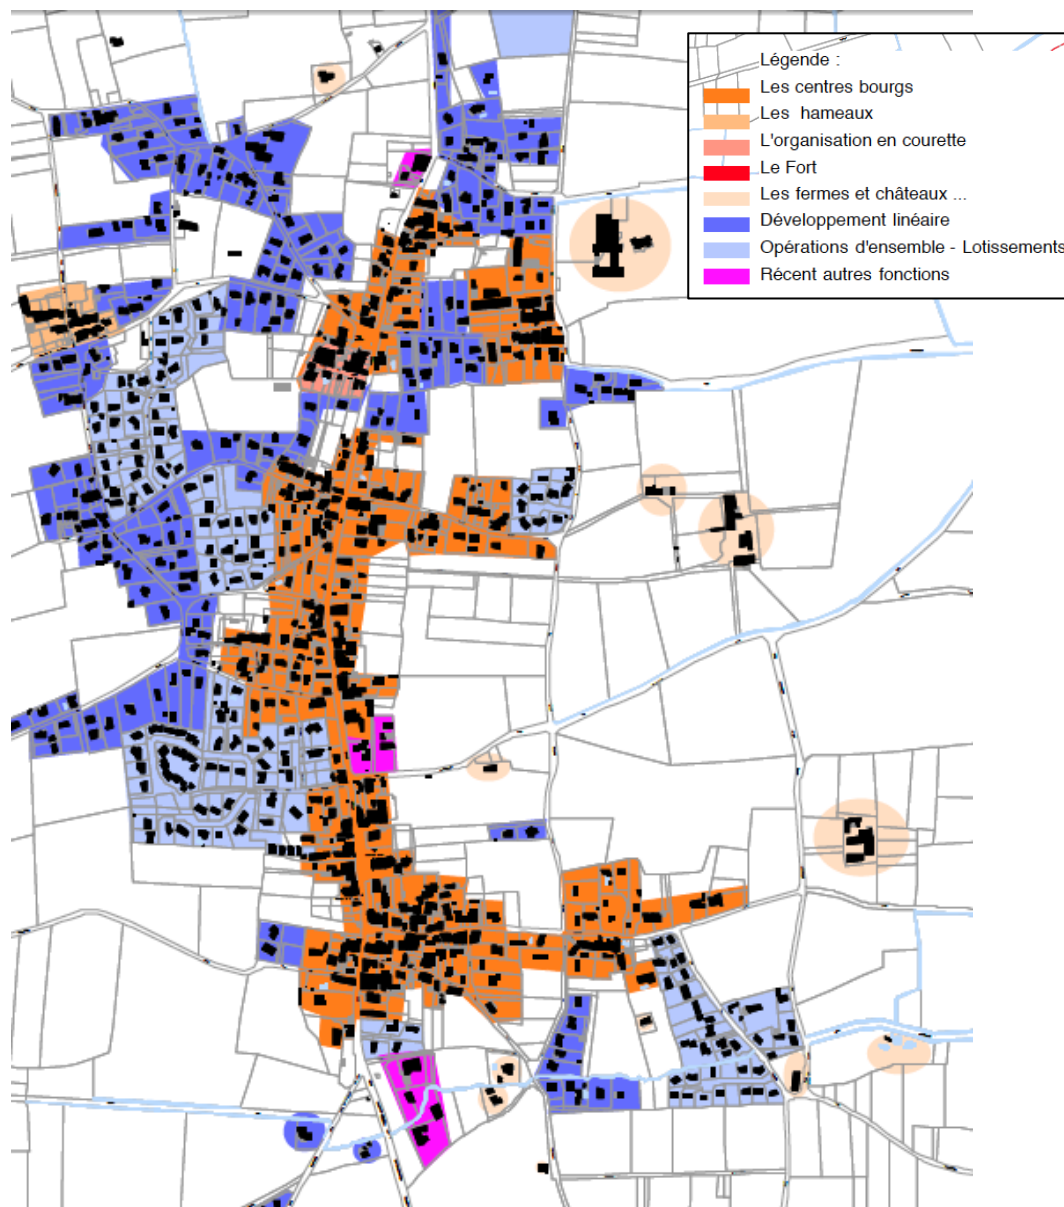 Légende :
Les centres bourgs
Les hameaux
L'organisation en courette
Le Fort
Les fermes et châteaux ...
Développement linéaire
Opérations d'ensemble - Lotissements
Récent autres fonctions